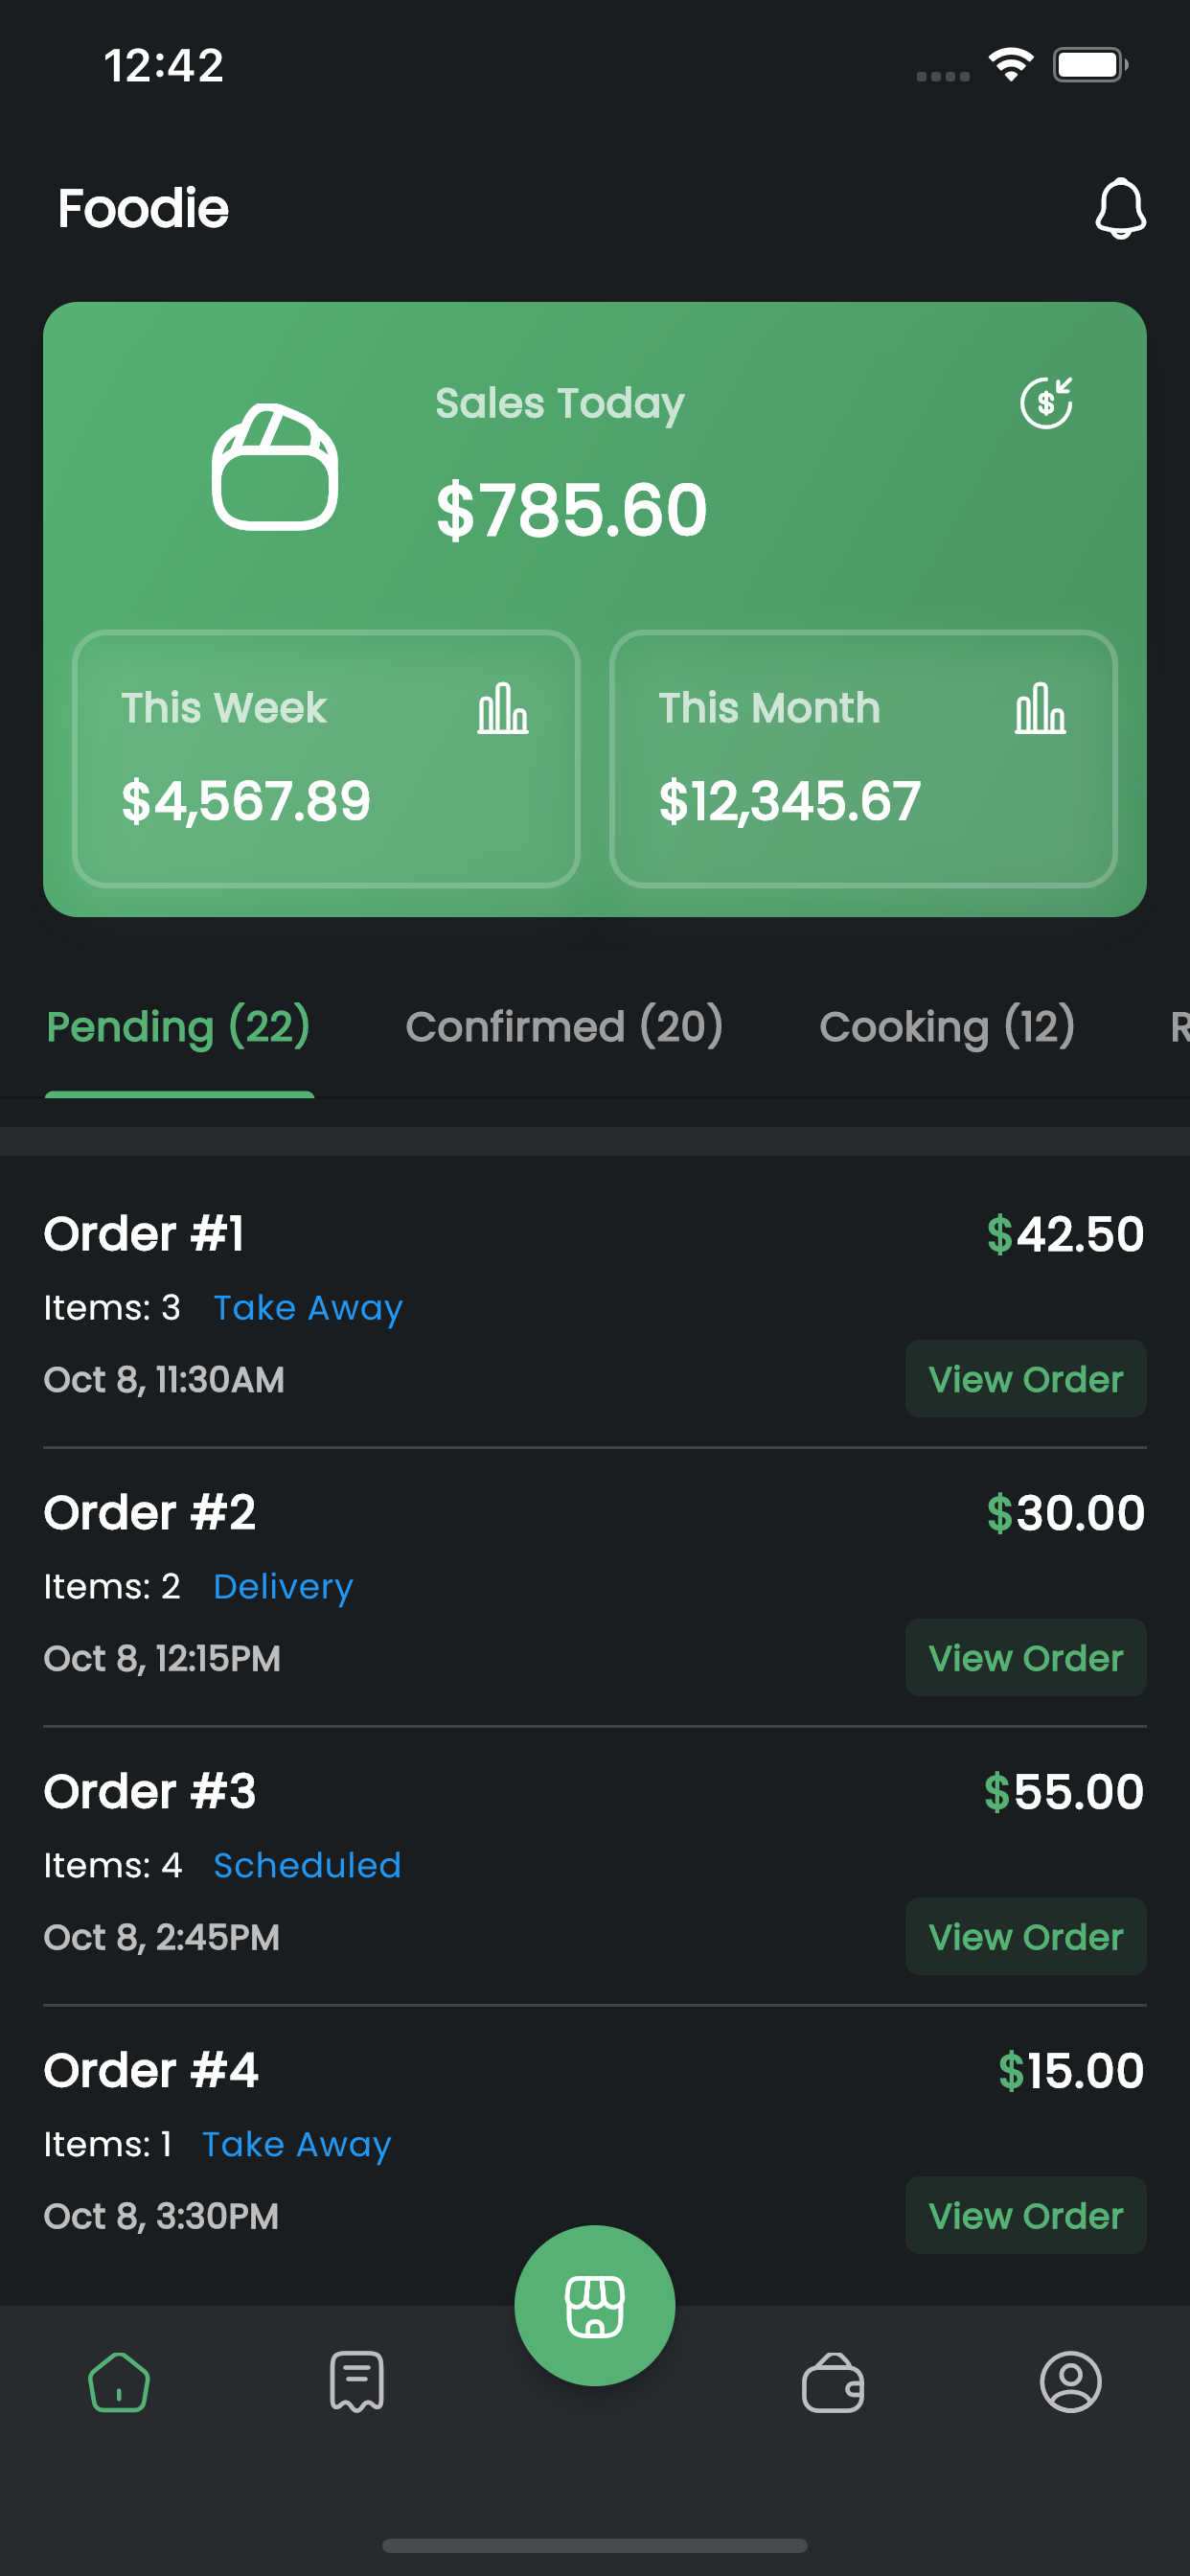 12:42
Foodie
Sales Today
$785.60
This Week
$4,567.89
This Month
$12,345.67
Pending (22) Confirmed (20) Cooking (12) R
Order #1 $42.50
Items: 3 Take Away
Oct 8, 11:30AM View Order
Order #2 $30.00
Items: 2 Delivery
Oct 8, 12:15PM View Order
Order #3 $55.00
Items: 4 Scheduled
Oct 8, 2:45PM View Order
Order #4 $15.00
Items: 1 Take Away
Oct 8, 3:30PM View Order